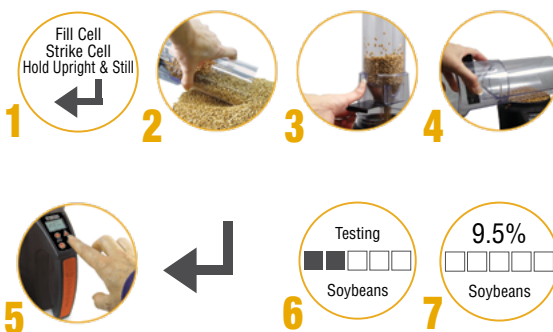 Fill Cell
Strike Cell
Hold Upright & Still
1
2
3
4
5
6
Testing
Soybeans
7
9.5%
Soybeans